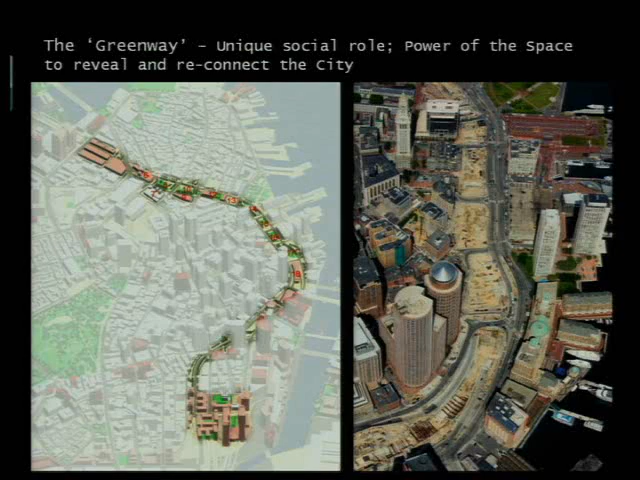 The ‘Greenway’ – Unique social role; Power of the Space
to reveal and re-connect the City